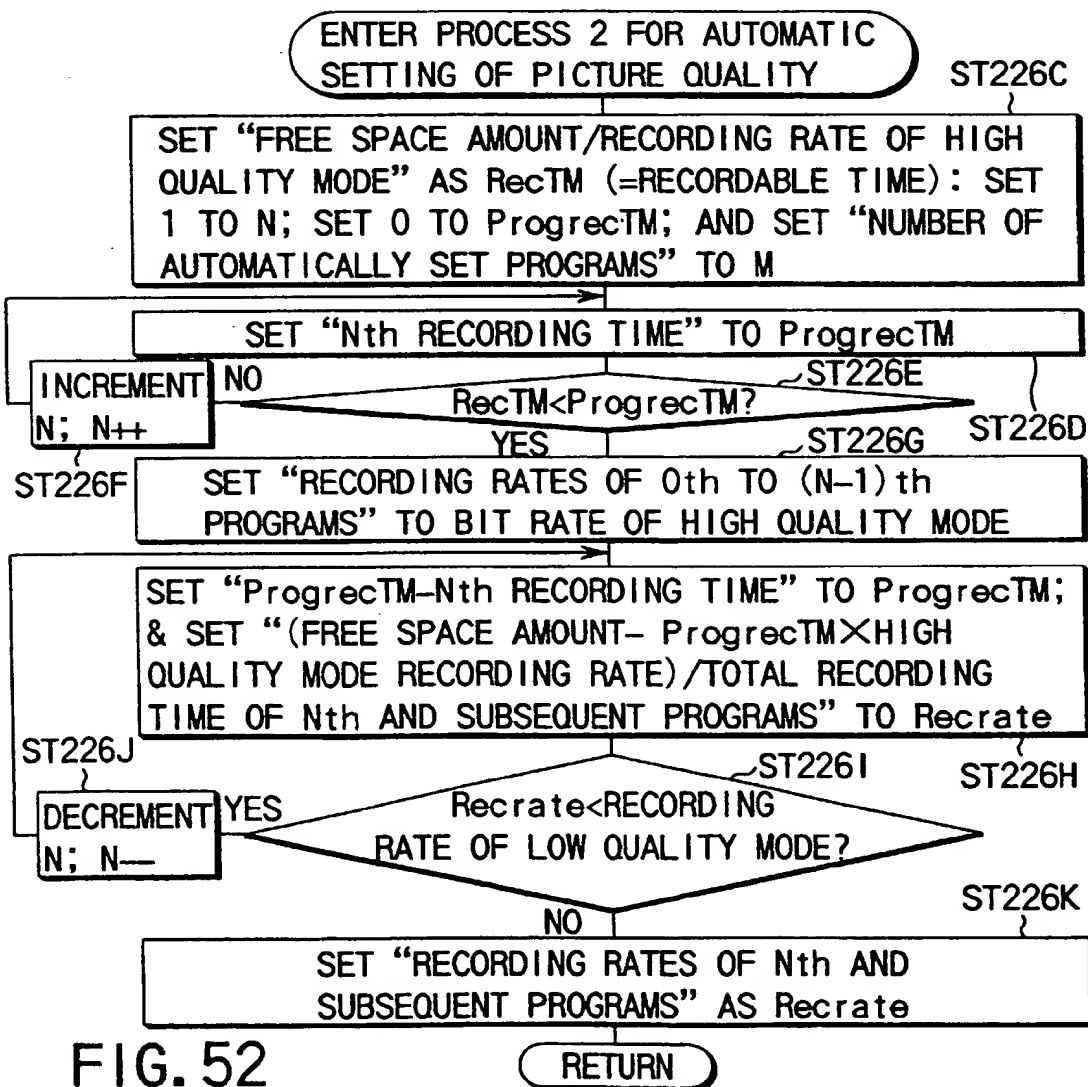 ENTER PROCESS 2 FOR AUTOMATIC
SETTING OF PICTURE QUALITY
ST226C
SET “FREE SPACE AMOUNT/RECORDING RATE OF HIGH
QUALITY MODE” AS RecTM (=RECORDABLE TIME): SET
1 TO N; SET 0 TO ProgrecTM; AND SET “NUMBER OF
AUTOMATICALLY SET PROGRAMS” TO M
SET “Nth RECORDING TIME” TO ProgrecTM
ST226D
RecTM<ProgrecTM?
ST226E
NO
INCREMENT
N; N++
ST226F
YES
ST226G
SET “RECORDING RATES OF 0th TO (N-1)th
PROGRAMS” TO BIT RATE OF HIGH QUALITY MODE
SET “ProgrecTM-Nth RECORDING TIME” TO ProgrecTM;
& SET “(FREE SPACE AMOUNT- ProgrecTM×HIGH
QUALITY MODE RECORDING RATE)/TOTAL RECORDING
TIME OF Nth AND SUBSEQUENT PROGRAMS” TO Recrate
ST226H
ST226I
Recrate<RECORDING
RATE OF LOW QUALITY MODE?
YES
ST226J
DECREMENT
N; N—
NO
ST226K
SET “RECORDING RATES OF Nth AND
SUBSEQUENT PROGRAMS” AS Recrate
RETURN
FIG. 52